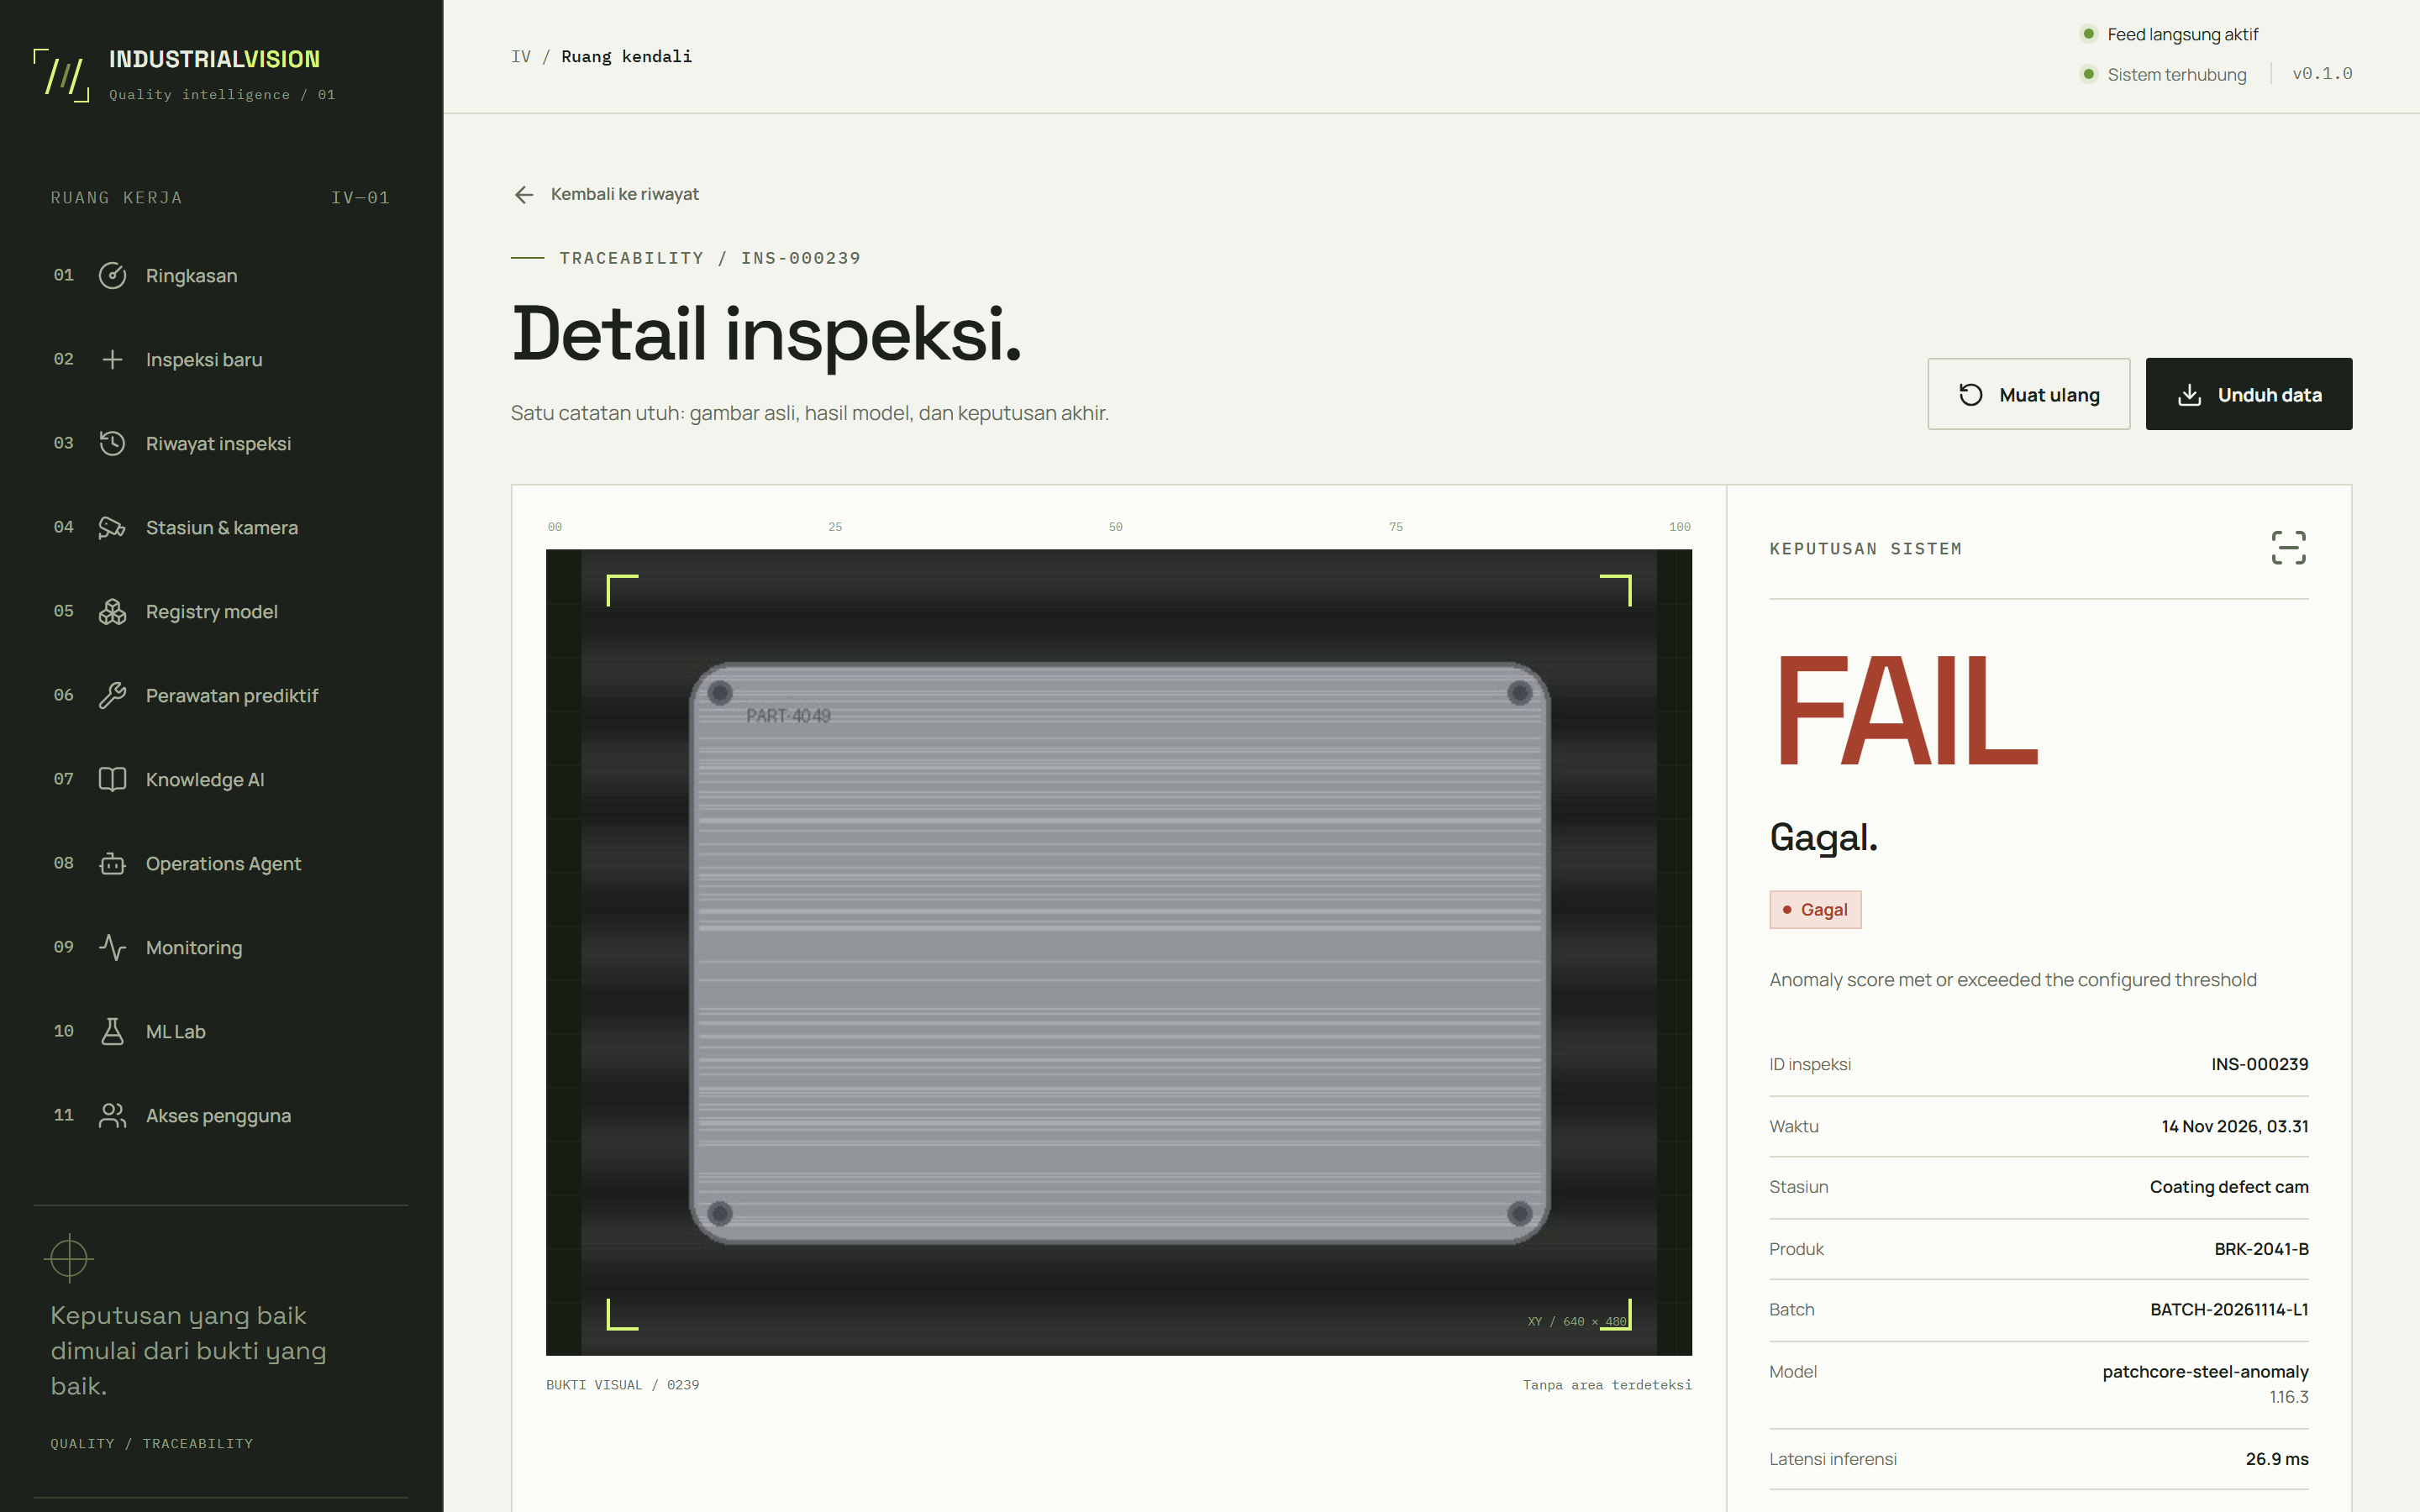 INDUSTRIALVISION
Quality intelligence / 01
RUANG KERJA IV—01
01 Ringkasan
02 Inspeksi baru
03 Riwayat inspeksi
04 Stasiun & kamera
05 Registry model
06 Perawatan prediktif
07 Knowledge AI
08 Operations Agent
09 Monitoring
10 ML Lab
11 Akses pengguna
Keputusan yang baik
dimulai dari bukti yang
baik.
QUALITY / TRACEABILITY
IV / Ruang kendali
Feed langsung aktif
Sistem terhubung v0.1.0
Kembali ke riwayat
TRACEABILITY / INS-000239
Detail inspeksi.
Satu catatan utuh: gambar asli, hasil model, dan keputusan akhir.
Muat ulang
Unduh data
00 25 50 75 100
PART-4049
XY / 640 × 480
BUKTI VISUAL / 0239
Tanpa area terdeteksi
KEPUTUSAN SISTEM
FAIL
Gagal.
Gagal
Anomaly score met or exceeded the configured threshold
ID inspeksi INS-000239
Waktu 14 Nov 2026, 03.31
Stasiun Coating defect cam
Produk BRK-2041-B
Batch BATCH-20261114-L1
Model patchcore-steel-anomaly
1.16.3
Latensi inferensi 26.9 ms